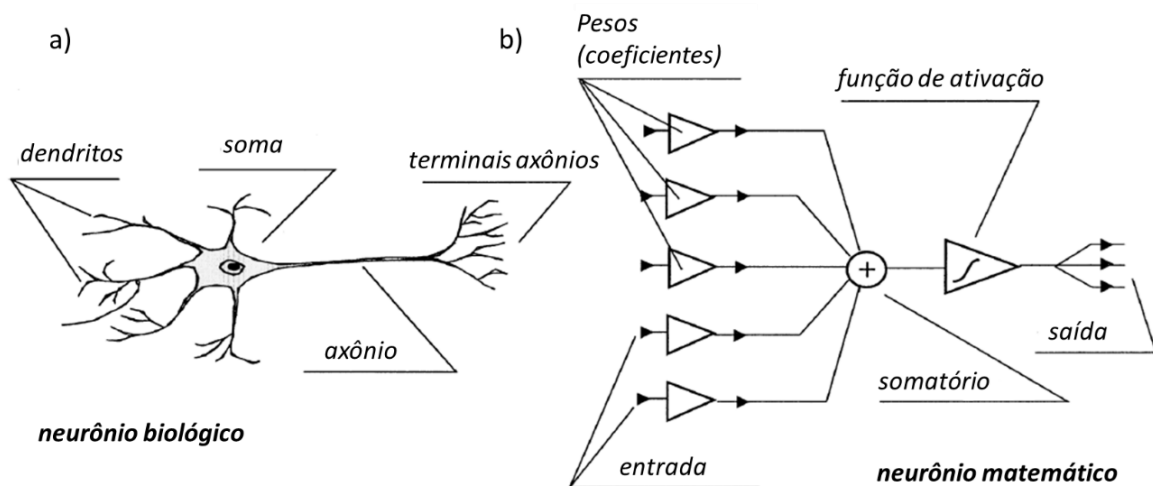 a)
dendritos
soma
terminais axônios
axônio
neurônio biológico
b)
Pesos
(coeficientes)
função de ativação
saída
somatório
entrada
neurônio matemático